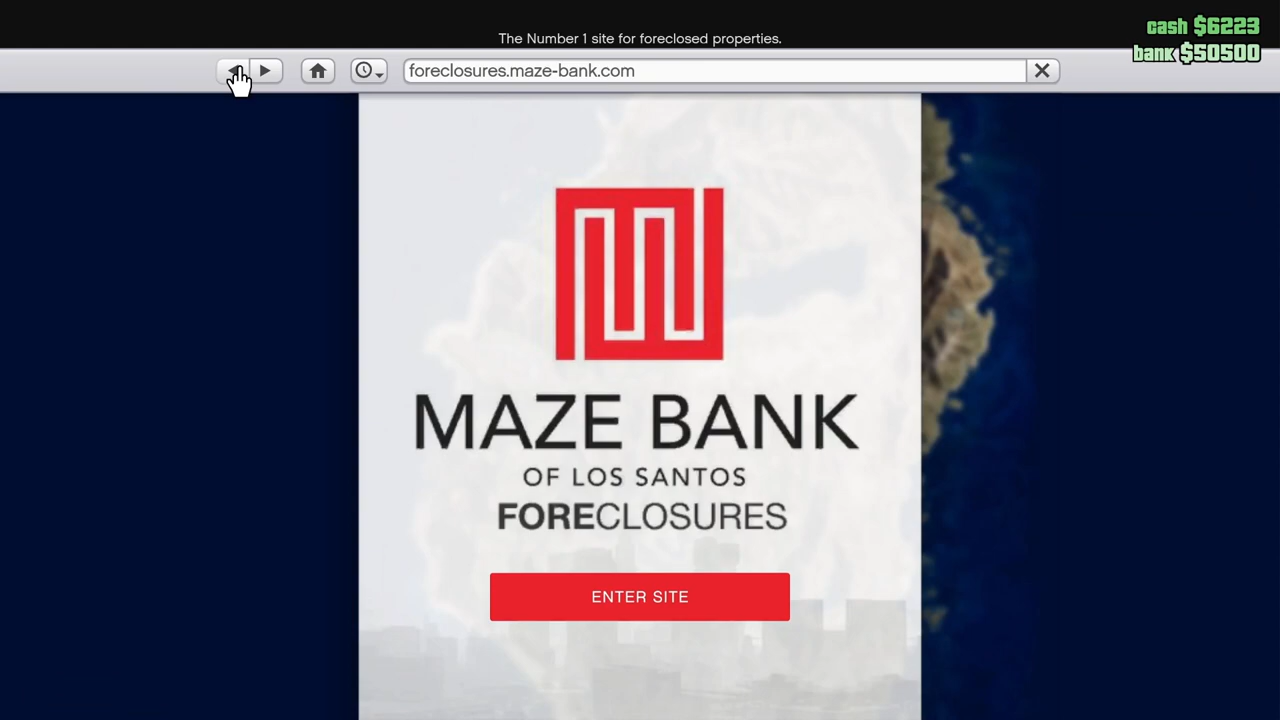 cash $6223
The Number 1 site for foreclosed properties.
bank $50500
foreclosures.maze-bank.com
MAZE BANK
OF LOS SANTOS
FORECLOSURES
ENTER SITE